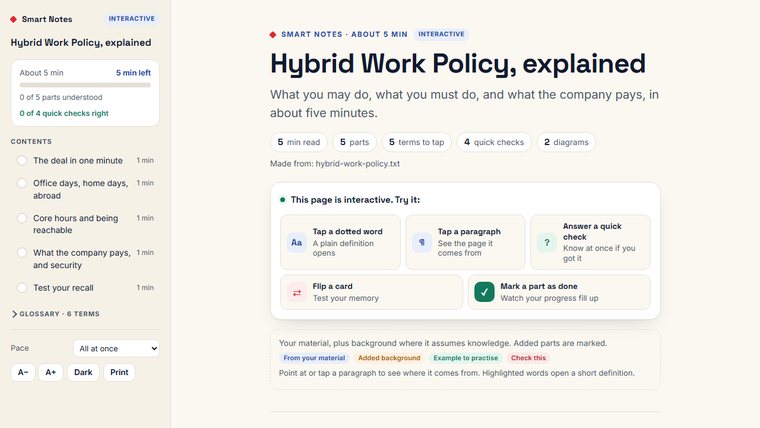 Smart Notes
INTERACTIVE
Hybrid Work Policy, explained
About 5 min
5 min left
0 of 5 parts understood
0 of 4 quick checks right
CONTENTS
The deal in one minute
1 min
Office days, home days,
abroad
1 min
Core hours and being
reachable
1 min
What the company pays,
and security
1 min
Test your recall
1 min
GLOSSARY · 6 TERMS
Pace
All at once
A−
A+
Dark
Print
SMART NOTES · ABOUT 5 MIN
INTERACTIVE
Hybrid Work Policy, explained
What you may do, what you must do, and what the company pays, in
about five minutes.
5 min read
5 parts
5 terms to tap
4 quick checks
2 diagrams
Made from: hybrid-work-policy.txt
This page is interactive. Try it:
Aa
Tap a dotted word
A plain definition
opens
¶
Tap a paragraph
See the page it
comes from
?
Answer a quick
check
Know at once if you
got it
⇄
Flip a card
Test your memory
✓
Mark a part as done
Watch your progress fill up
Your material, plus background where it assumes knowledge. Added parts are marked.
From your material
Added background
Example to practise
Check this
Point at or tap a paragraph to see where it comes from. Highlighted words open a short definition.